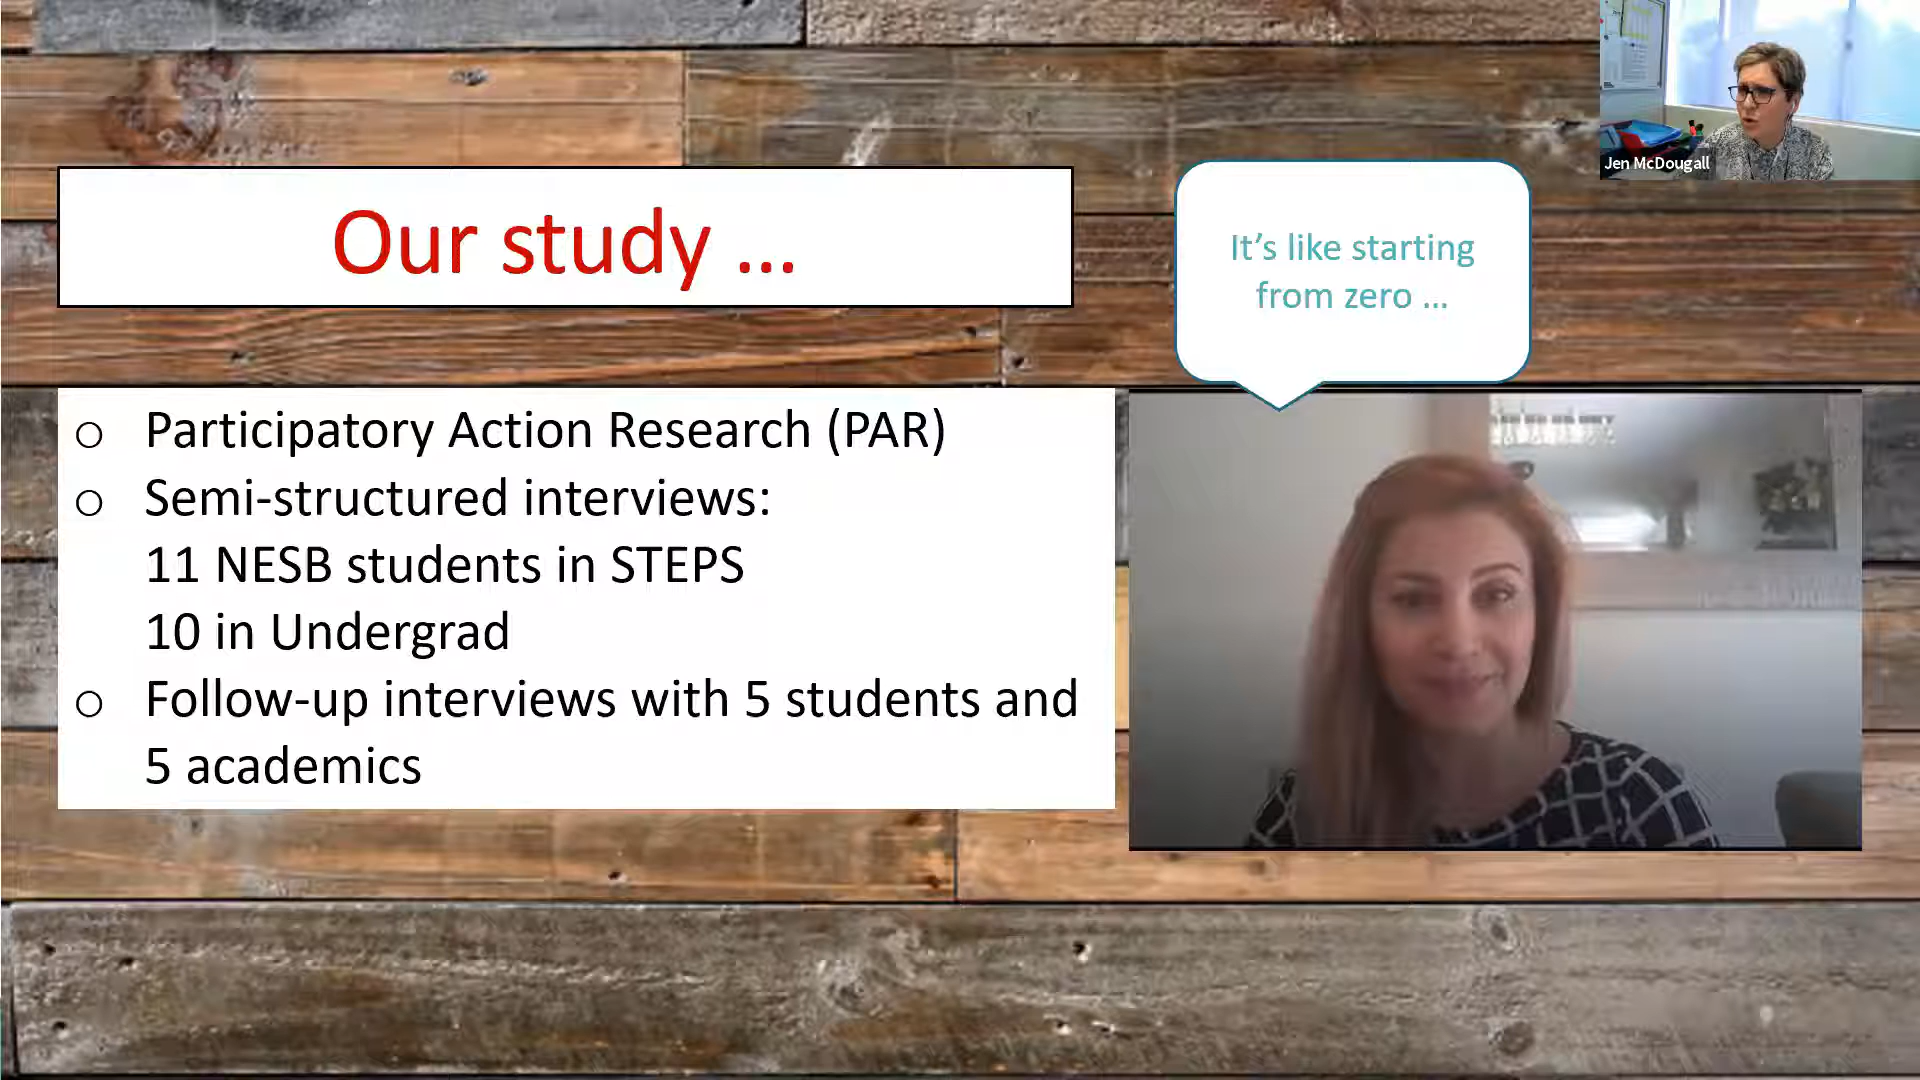 Our study ...
It’s like starting
from zero ...
Jen McDougall
o Participatory Action Research (PAR)
o Semi-structured interviews:
11 NESB students in STEPS
10 in Undergrad
o Follow-up interviews with 5 students and
5 academics